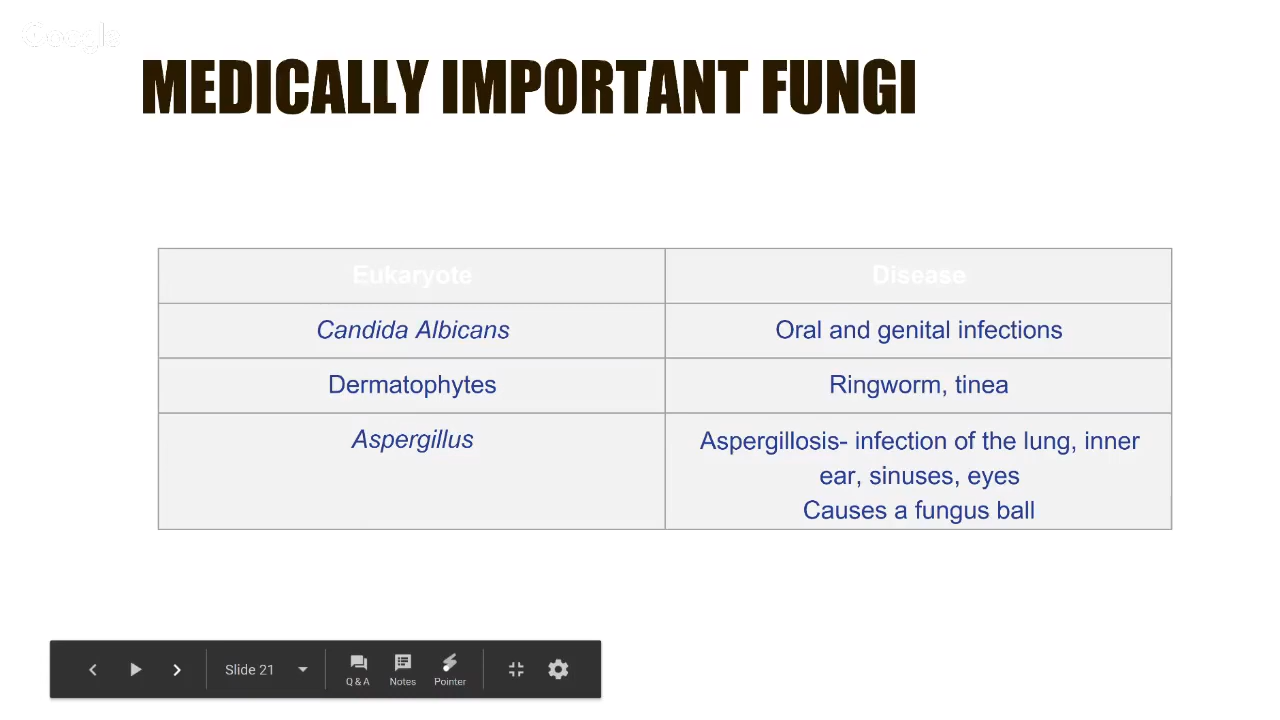 Google
MEDICALLY IMPORTANT FUNGI
Eukaryote
Disease
Candida Albicans
Oral and genital infections
Dermatophytes
Ringworm, tinea
Aspergillus
Aspergillosis- infection of the lung, inner
ear, sinuses, eyes
Causes a fungus ball
Slide 21
Q & A
Notes
Pointer